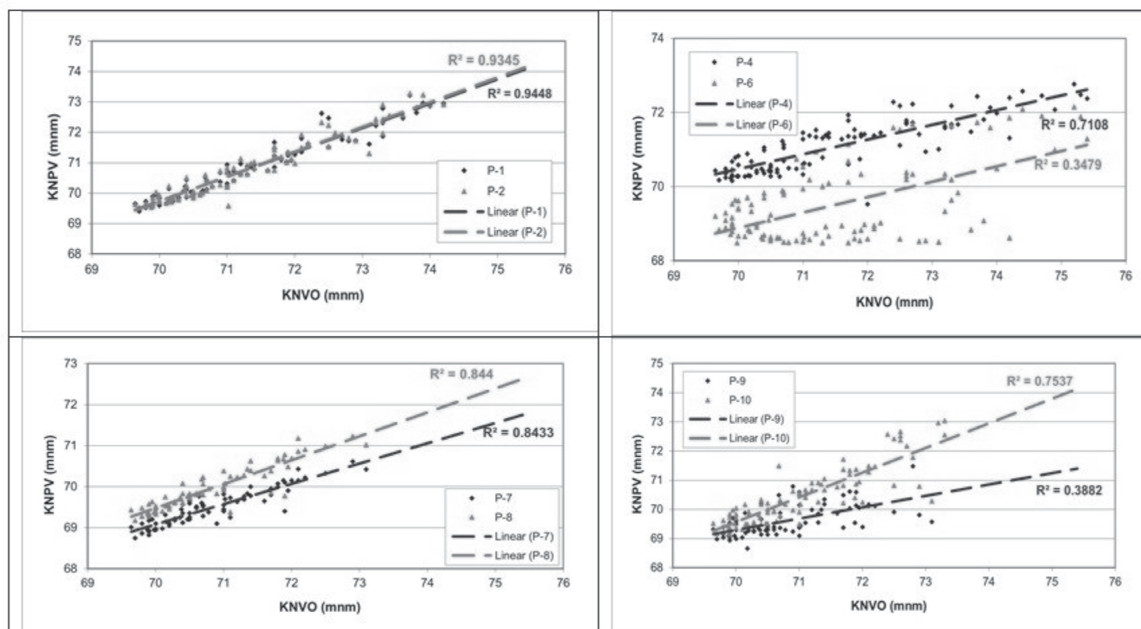 75
74
73
72
71
70
69
68
KNPV
69 70 71 72 73 74 75 76
KNVO (mnm)
R² = 0.9345
R² = 0.9448
P-1
P-2
Linear (P-1)
Linear (P-2)
74
72
70
68
KNPV
69 70 71 72 73 74 75 76
KNVO (mnm)
P-4
P-6
Linear (P-4)
Linear (P-6)
R² = 0.7108
R² = 0.3479
73
72
71
70
69
68
KNPV
69 70 71 72 73 74 75 76
KNVO (mnm)
R² = 0.844
R² = 0.8433
P-7
P-8
Linear (P-7)
Linear (P-8)
75
74
73
72
71
70
69
68
KNPV
69 70 71 72 73 74 75 76
KNVO (mnm)
P-9
P-10
Linear (P-9)
Linear (P-10)
R² = 0.7537
R² = 0.3882